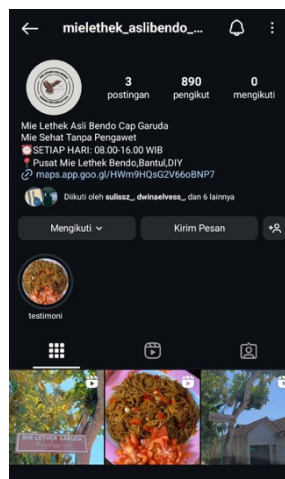 mielethek_aslibendo_...
3
postingan
890
pengikut
0
mengikuti
Mie Lethek Asli Bendo Cap Garuda
Mie Sehat Tanpa Pengawet
SETIAP HARI: 08.00-16.00 WIB
Pusat Mie Lethek Bendo,Bantul,DIY
maps.app.goo.gl/HWm9HQsG2V66oBNP7
Diikuti oleh sulissz_, dwinaelvess_, dan 6 lainnya
Mengikuti
Kirim Pesan
testimoni
MIE LETHEK GARUDA